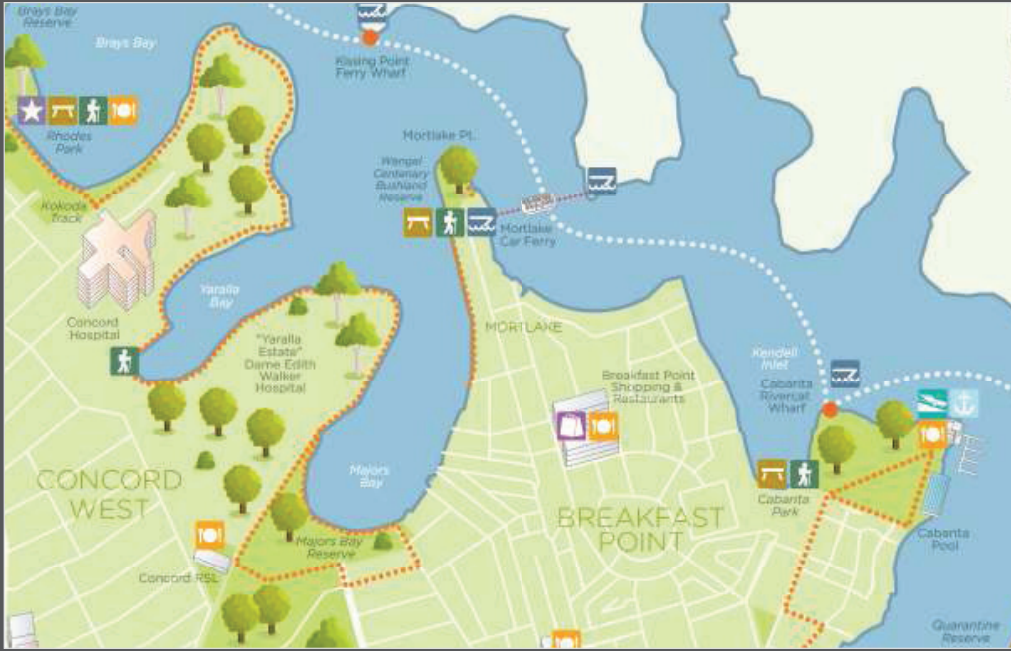 Brays Bay
Reserve
Brays Bay
Kissing Point
Ferry Wharf
Rhodes
Park
Mortlake Pt.
Wangal
Centenary
Bushland
Reserve
Kokoda
Track
Mortlake
Car Ferry
Yaralla
Bay
Concord
Hospital
MORTLAKE
"Yaralla
Estate"
Dame Edith
Walker
Hospital
Kendell
Inlet
Cabarita
Rivercat
Wharf
Breakfast Point
Shopping &
Restaurants
Majors
Bay
CONCORD
WEST
Cabarita
Park
BREAKFAST
POINT
Cabarita
Pool
Majors Bay
Reserve
Concord RSL
Quarantine
Reserve